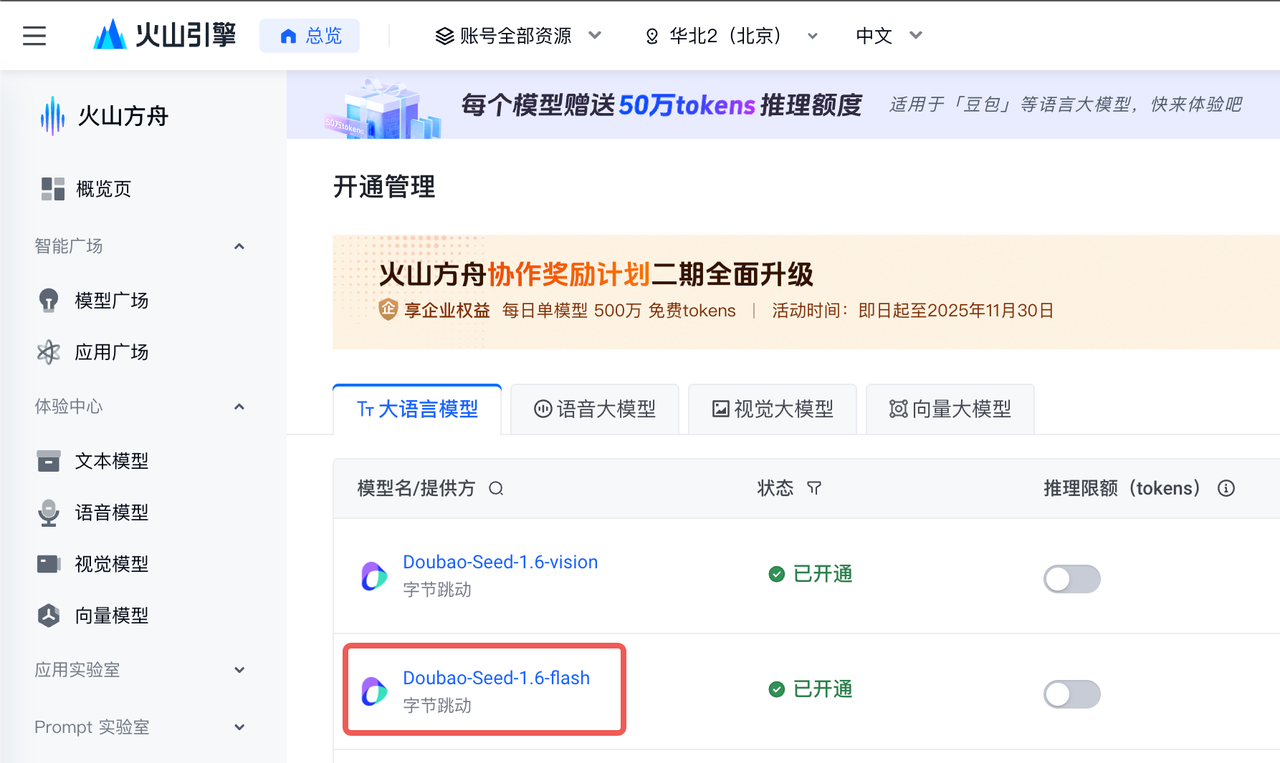 火山引擎
总览
账号全部资源
华北2（北京）
中文
火山方舟
概览页
智能广场
模型广场
应用广场
体验中心
文本模型
语音模型
视觉模型
向量模型
应用实验室
Prompt 实验室
50万tokens
每个模型赠送50万tokens推理额度 适用于「豆包」等语言大模型，快来体验吧
开通管理
火山方舟协作奖励计划二期全面升级
企 享企业权益 每日单模型 500万 免费tokens ｜ 活动时间：即日起至2025年11月30日
大语言模型 语音大模型 视觉大模型 向量大模型
模型名/提供方 状态 推理限额（tokens）
Doubao-Seed-1.6-vision
字节跳动
已开通
Doubao-Seed-1.6-flash
字节跳动
已开通